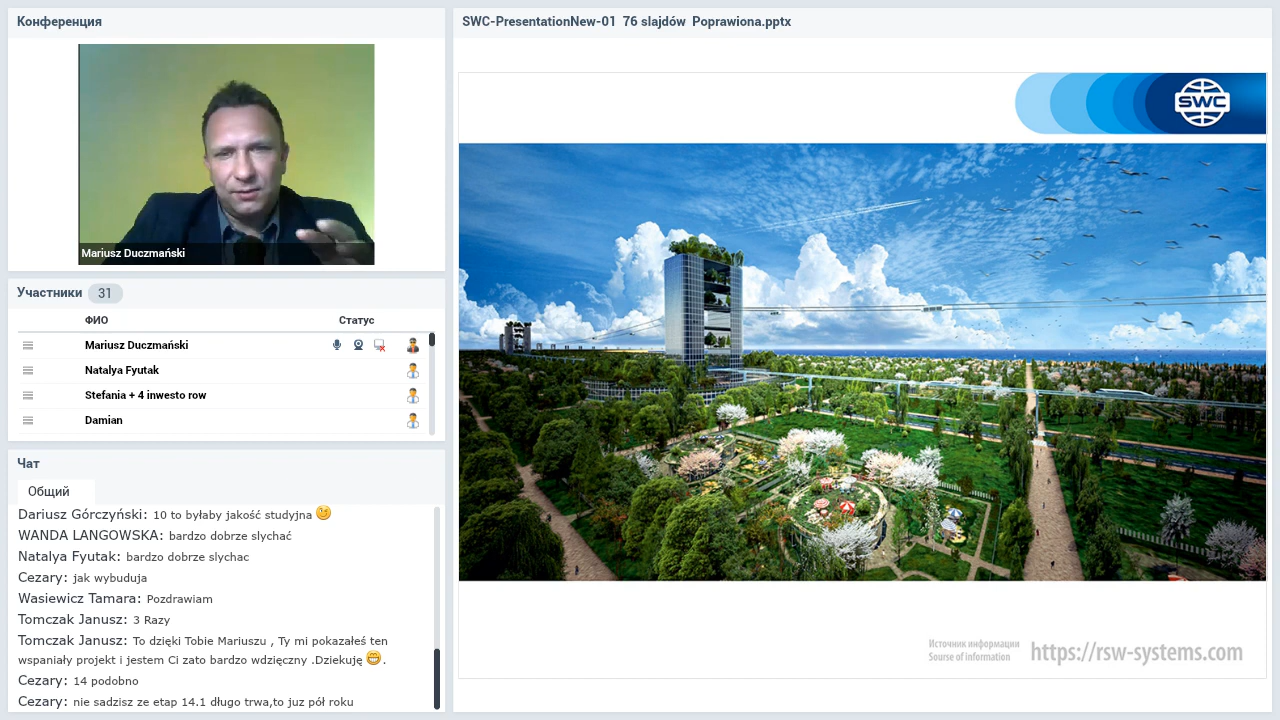 Конференция
Mariusz Duczmański
Участники 31
ФИО Статус
Mariusz Duczmański
Natalya Fyutak
Stefania + 4 inwesto row
Damian
Чат
Общий
Dariusz Górczyński: 10 to byłaby jakość studyjna
WANDA LANGOWSKA: bardzo dobrze slychać
Natalya Fyutak: bardzo dobrze slychac
Cezary: jak wybuduja
Wasiewicz Tamara: Pozdrawiam
Tomczak Janusz: 3 Razy
Tomczak Janusz: To dzięki Tobie Mariuszu , Ty mi pokazałeś ten
wspaniały projekt i jestem Ci zato bardzo wdzięczny .Dziekuję .
Cezary: 14 podobno
Cezary: nie sadzisz ze etap 14.1 długo trwa,to juz pół roku
SWC-PresentationNew-01 76 slajdów Poprawiona.pptx
SWC
Источник информации
Sourse of information
https://rsw-systems.com